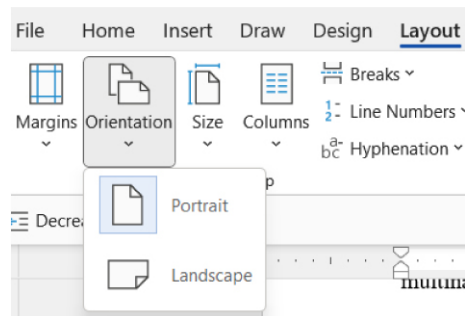 File Home Insert Draw Design Layout
Margins Orientation Size Columns
Breaks
Line Numbers
Hyphenation
Portrait
Landscape